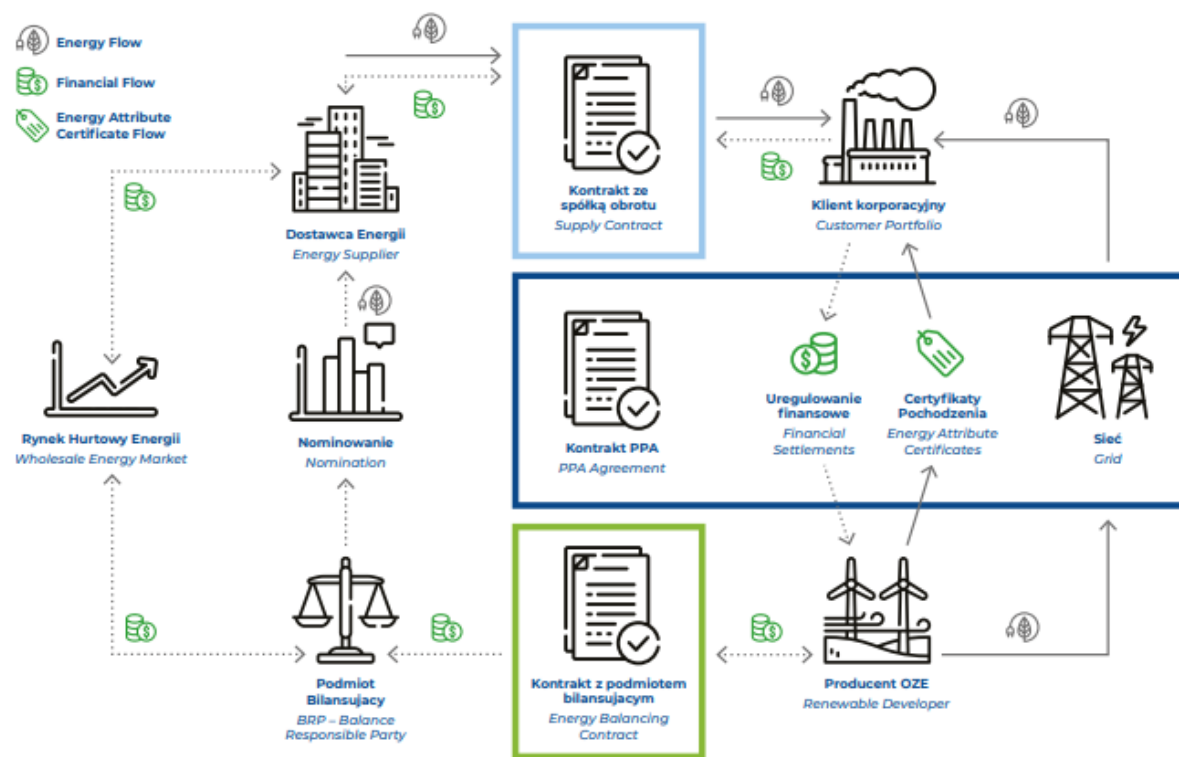 Energy Flow
Financial Flow
Energy Attribute
Certificate Flow
Kontrakt ze
spółką obrotu
Supply Contract
Klient korporacyjny
Customer Portfolio
Dostawca Energii
Energy Supplier
Rynek Hurtowy Energii
Wholesale Energy Market
Nominowanie
Nomination
Kontrakt PPA
PPA Agreement
Uregulowanie
finansowe
Financial
Settlements
Certyfikaty
Pochodzenia
Energy Attribute
Certificates
Sieć
Grid
Podmiot
Bilansujacy
BRP – Balance
Responsible Party
Kontrakt z podmiotem
bilansujacym
Energy Balancing
Contract
Producent OZE
Renewable Developer